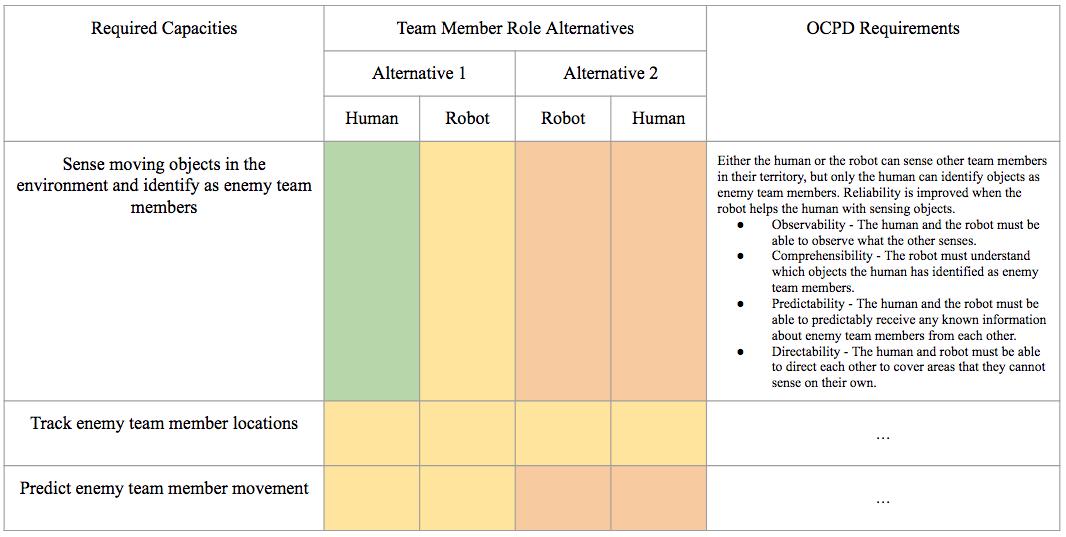 Required Capacities
Team Member Role Alternatives
OCPD Requirements
Alternative 1
Alternative 2
Human
Robot
Robot
Human
Sense moving objects in the
environment and identify as enemy team
members
Either the human or the robot can sense other team members
in their territory, but only the human can identify objects as
enemy team members. Reliability is improved when the
robot helps the human with sensing objects.
● Observability - The human and the robot must be
able to observe what the other senses.
● Comprehensibility - The robot must understand
which objects the human has identified as enemy
team members.
● Predictability - The human and the robot must be
able to predictably receive any known information
about enemy team members from each other.
● Directability - The human and robot must be able
to direct each other to cover areas that they cannot
sense on their own.
Track enemy team member locations
...
Predict enemy team member movement
...